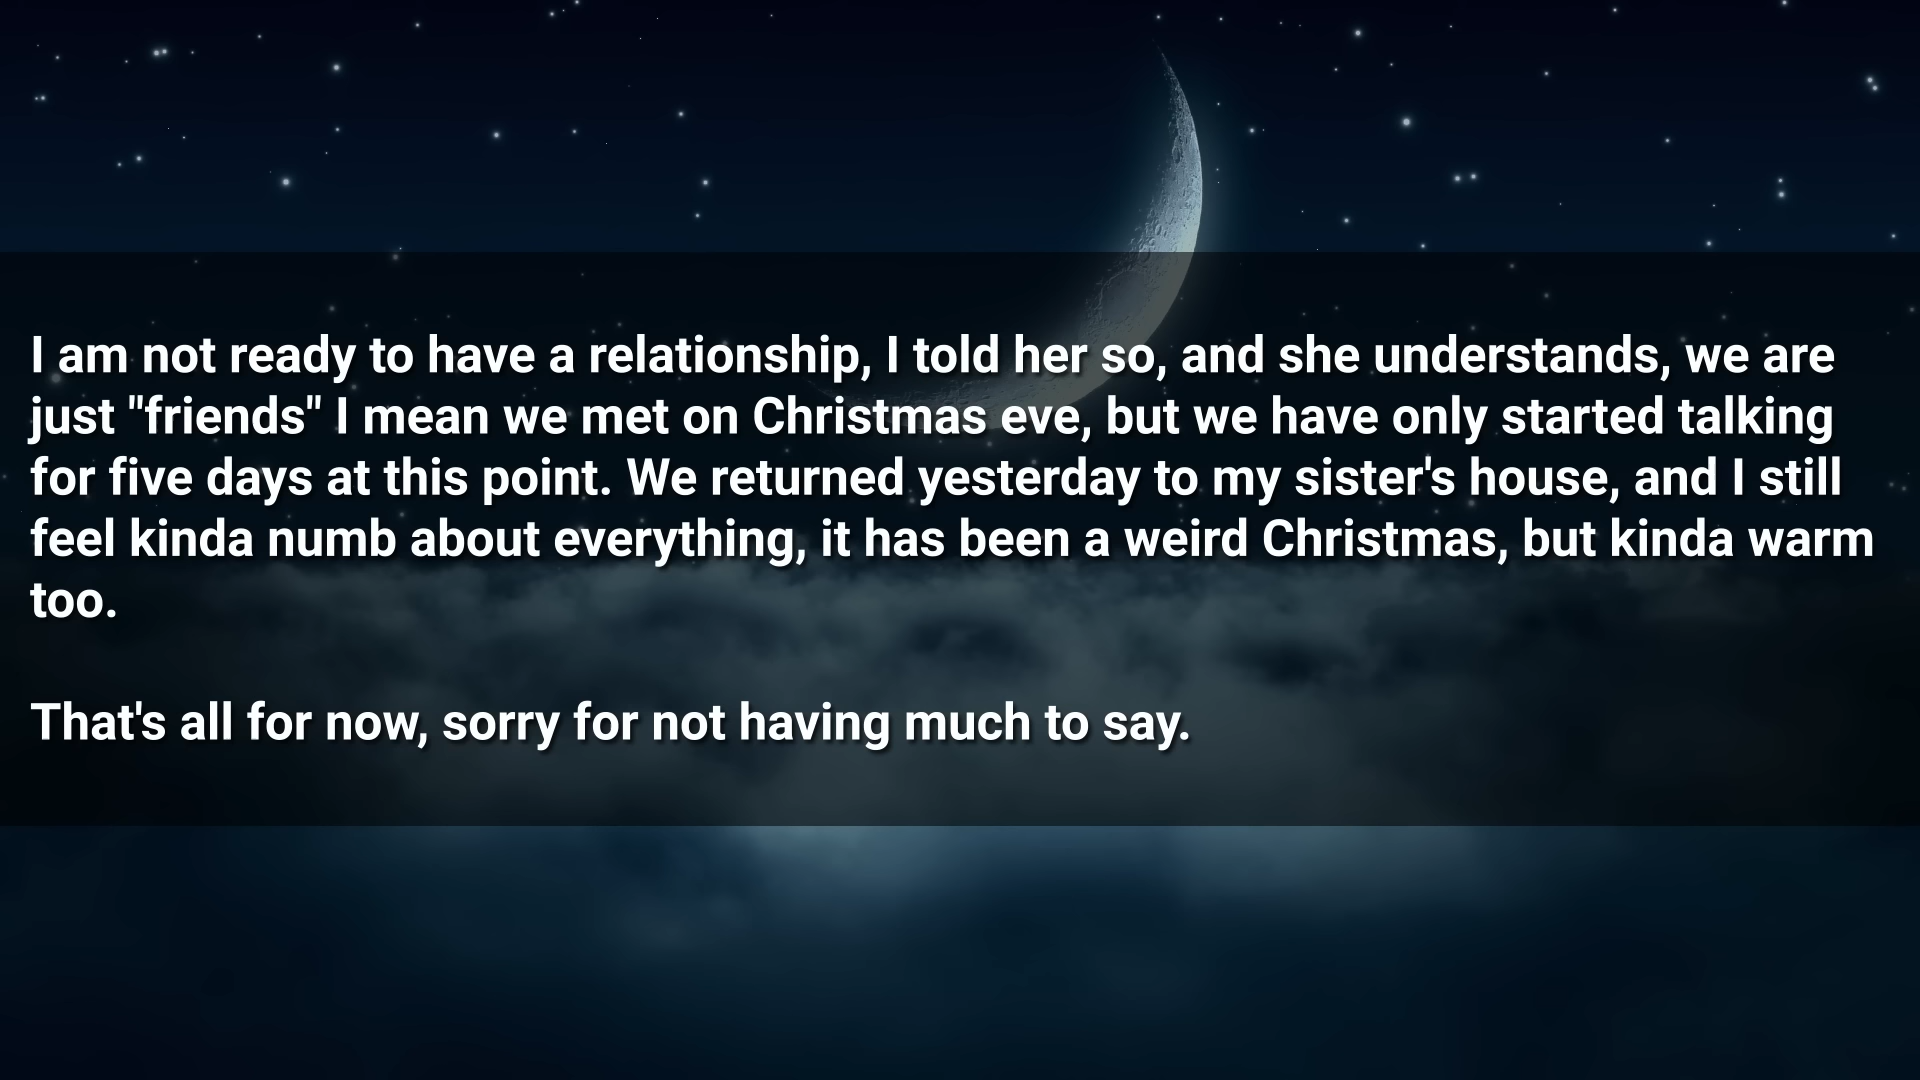 I am not ready to have a relationship, I told her so, and she understands, we are
just "friends" I mean we met on Christmas eve, but we have only started talking
for five days at this point. We returned yesterday to my sister's house, and I still
feel kinda numb about everything, it has been a weird Christmas, but kinda warm
too.
That's all for now, sorry for not having much to say.